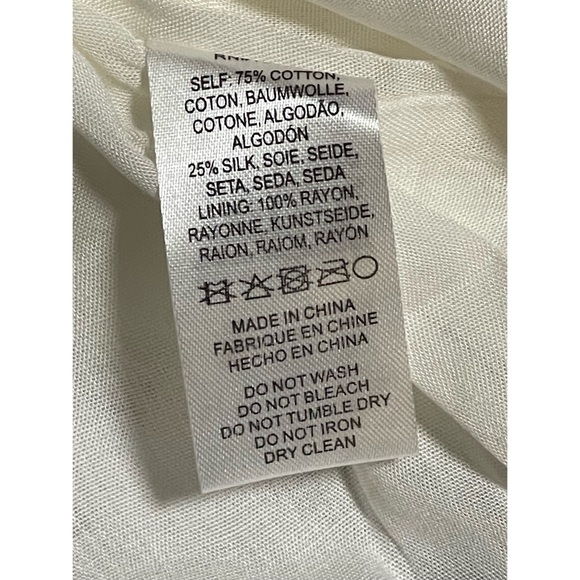 SELF: 75% COTTON,
COTON, BAUMWOLLE,
COTONE, ALGODÃO,
ALGODÓN
25% SILK, SOIE, SEIDE,
SETA, SEDA, SEDA
LINING: 100% RAYON,
RAYONNE, KUNSTSEIDE,
RAION, RAIOM, RAYÓN
MADE IN CHINA
FABRIQUE EN CHINE
HECHO EN CHINA
DO NOT WASH
DO NOT BLEACH
DO NOT TUMBLE DRY
DO NOT IRON
DRY CLEAN